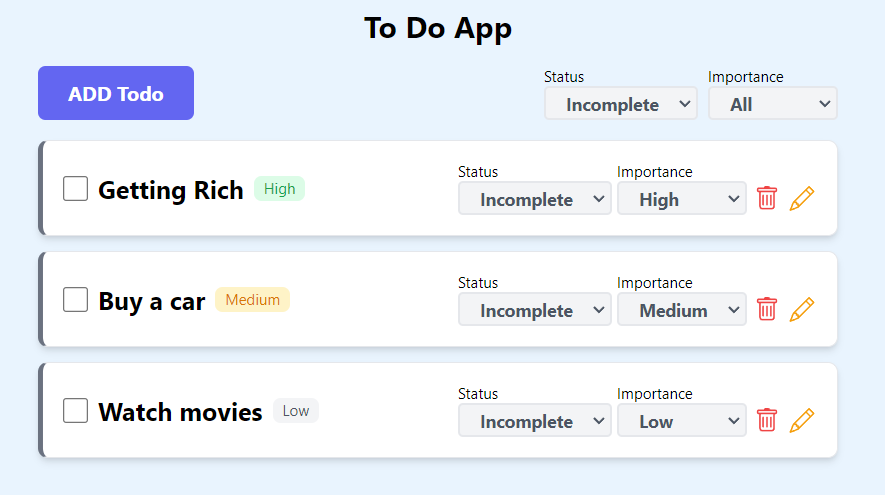 To Do App
ADD Todo
Status
Importance
Incomplete
All
Getting Rich
High
Status
Importance
Incomplete
High
Buy a car
Medium
Status
Importance
Incomplete
Medium
Watch movies
Low
Status
Importance
Incomplete
Low